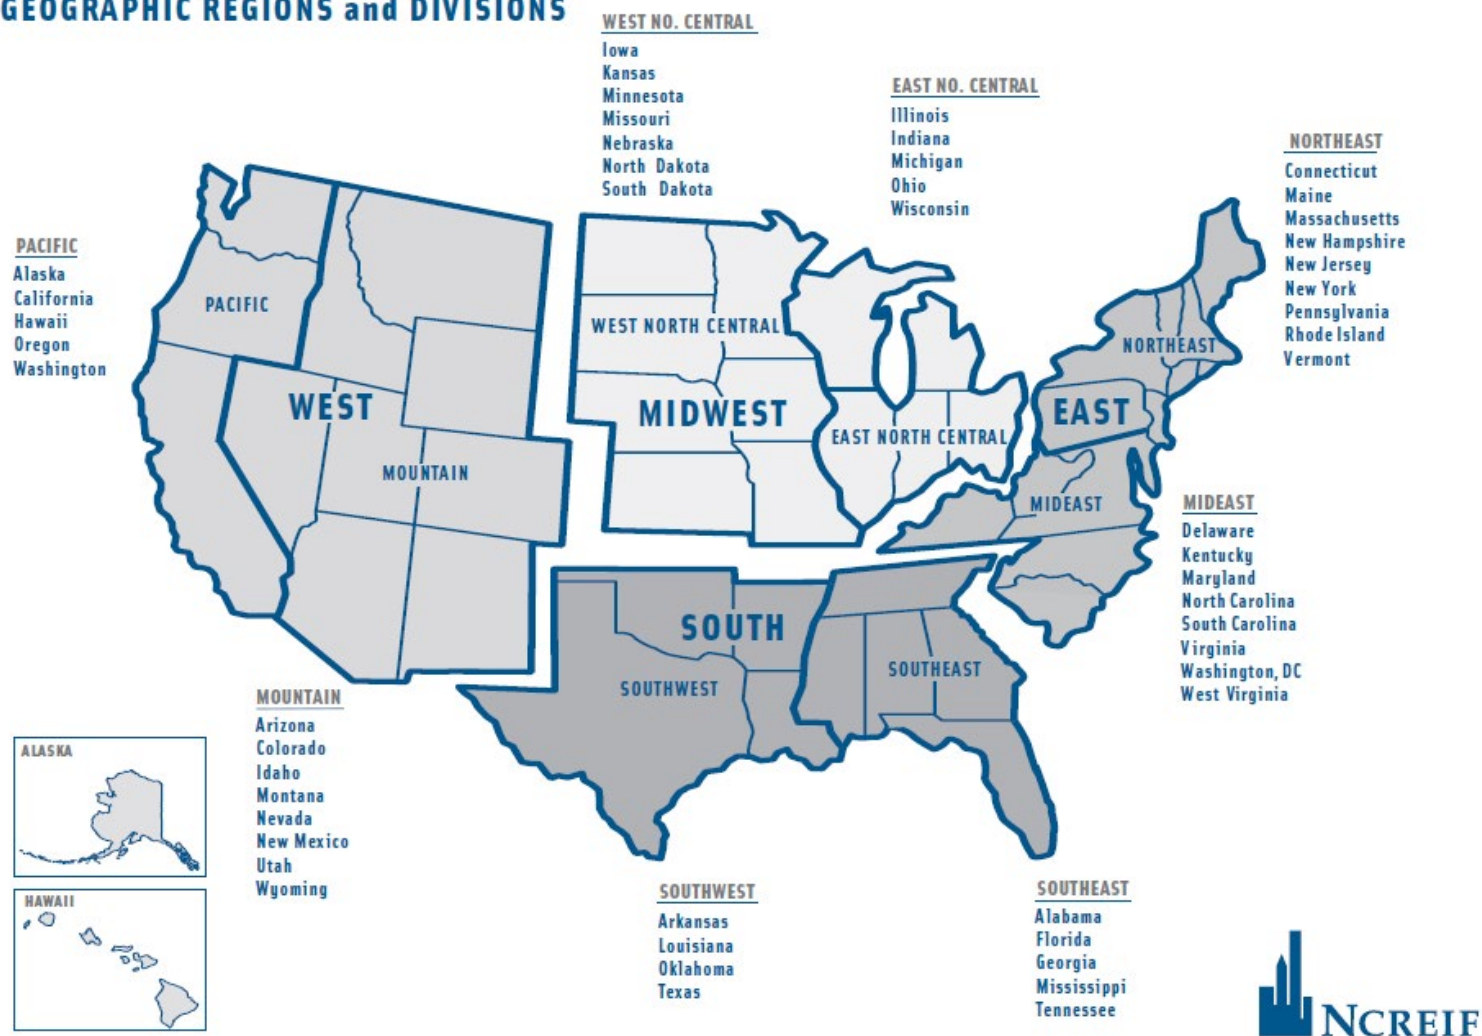 GEOGRAPHIC REGIONS and DIVISIONS
WEST NO. CENTRAL
Iowa
Kansas
Minnesota
Missouri
Nebraska
North Dakota
South Dakota
EAST NO. CENTRAL
Illinois
Indiana
Michigan
Ohio
Wisconsin
NORTHEAST
Connecticut
Maine
Massachusetts
New Hampshire
New Jersey
New York
Pennsylvania
Rhode Island
Vermont
PACIFIC
Alaska
California
Hawaii
Oregon
Washington
PACIFIC
WEST
MOUNTAIN
WEST NORTH CENTRAL
MIDWEST
EAST NORTH CENTRAL
NORTHEAST
EAST
MIDEAST
SOUTH
SOUTHWEST
SOUTHEAST
MIDEAST
Delaware
Kentucky
Maryland
North Carolina
South Carolina
Virginia
Washington, DC
West Virginia
MOUNTAIN
Arizona
Colorado
Idaho
Montana
Nevada
New Mexico
Utah
Wyoming
ALASKA
HAWAII
SOUTHWEST
Arkansas
Louisiana
Oklahoma
Texas
SOUTHEAST
Alabama
Florida
Georgia
Mississippi
Tennessee
NCREIF